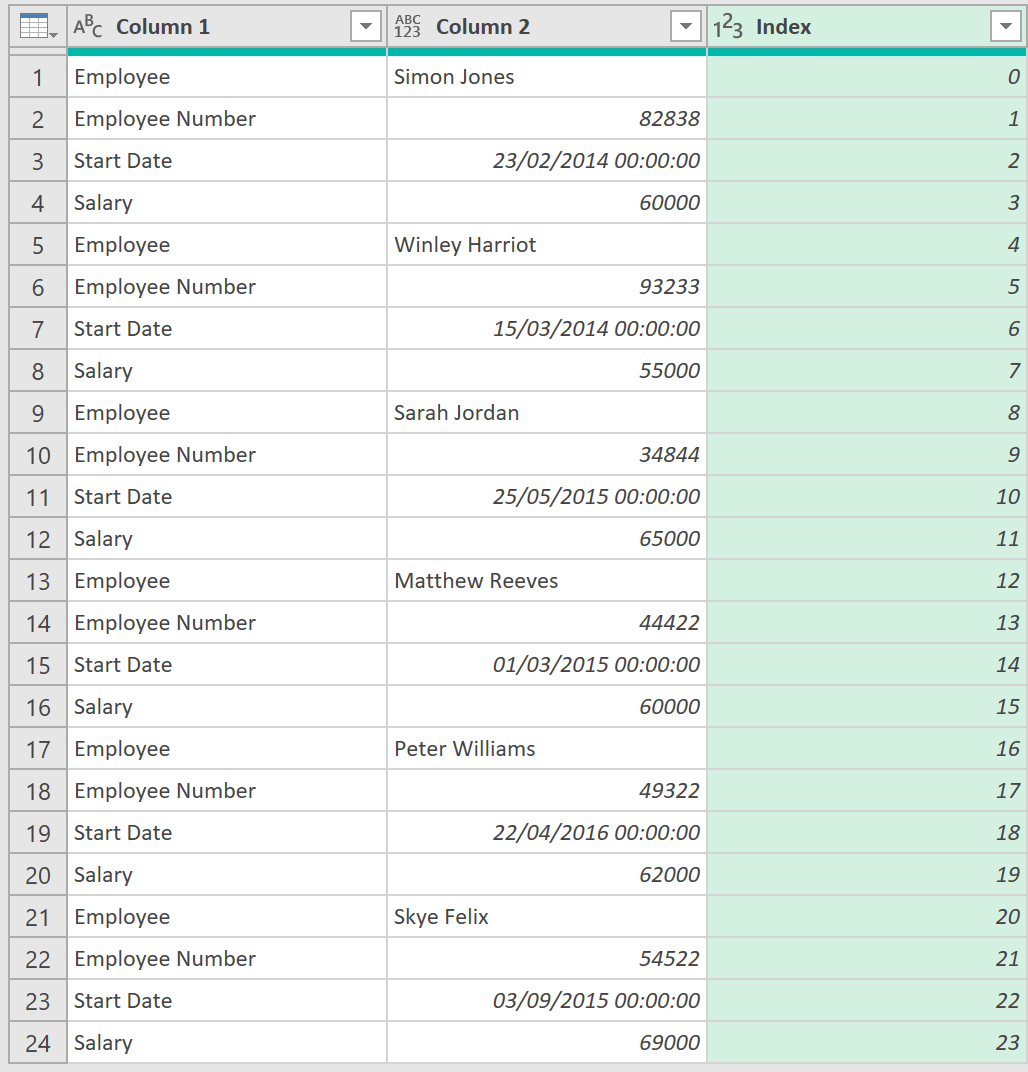 ABC Column 1 ABC 123 Column 2 123 Index
1 Employee Simon Jones 0
2 Employee Number 82838 1
3 Start Date 23/02/2014 00:00:00 2
4 Salary 60000 3
5 Employee Winley Harriot 4
6 Employee Number 93233 5
7 Start Date 15/03/2014 00:00:00 6
8 Salary 55000 7
9 Employee Sarah Jordan 8
10 Employee Number 34844 9
11 Start Date 25/05/2015 00:00:00 10
12 Salary 65000 11
13 Employee Matthew Reeves 12
14 Employee Number 44422 13
15 Start Date 01/03/2015 00:00:00 14
16 Salary 60000 15
17 Employee Peter Williams 16
18 Employee Number 49322 17
19 Start Date 22/04/2016 00:00:00 18
20 Salary 62000 19
21 Employee Skye Felix 20
22 Employee Number 54522 21
23 Start Date 03/09/2015 00:00:00 22
24 Salary 69000 23